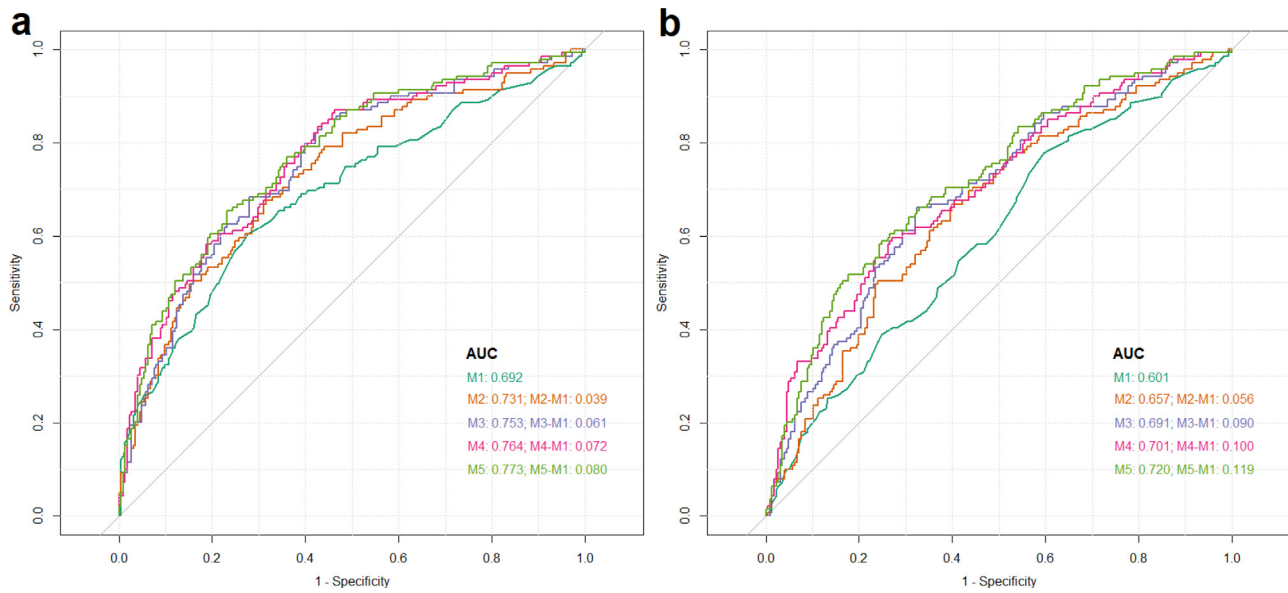 a
Sensitivity
1.0
0.8
0.6
0.4
0.2
0.0
AUC
M1: 0.692
M2: 0.731; M2-M1: 0.039
M3: 0.753; M3-M1: 0.061
M4: 0.764; M4-M1: 0.072
M5: 0.773; M5-M1: 0.080
0.0 0.2 0.4 0.6 0.8 1.0
1 - Specificity
b
Sensitivity
1.0
0.8
0.6
0.4
0.2
0.0
AUC
M1: 0.601
M2: 0.657; M2-M1: 0.056
M3: 0.691; M3-M1: 0.090
M4: 0.701; M4-M1: 0.100
M5: 0.720; M5-M1: 0.119
0.0 0.2 0.4 0.6 0.8 1.0
1 - Specificity